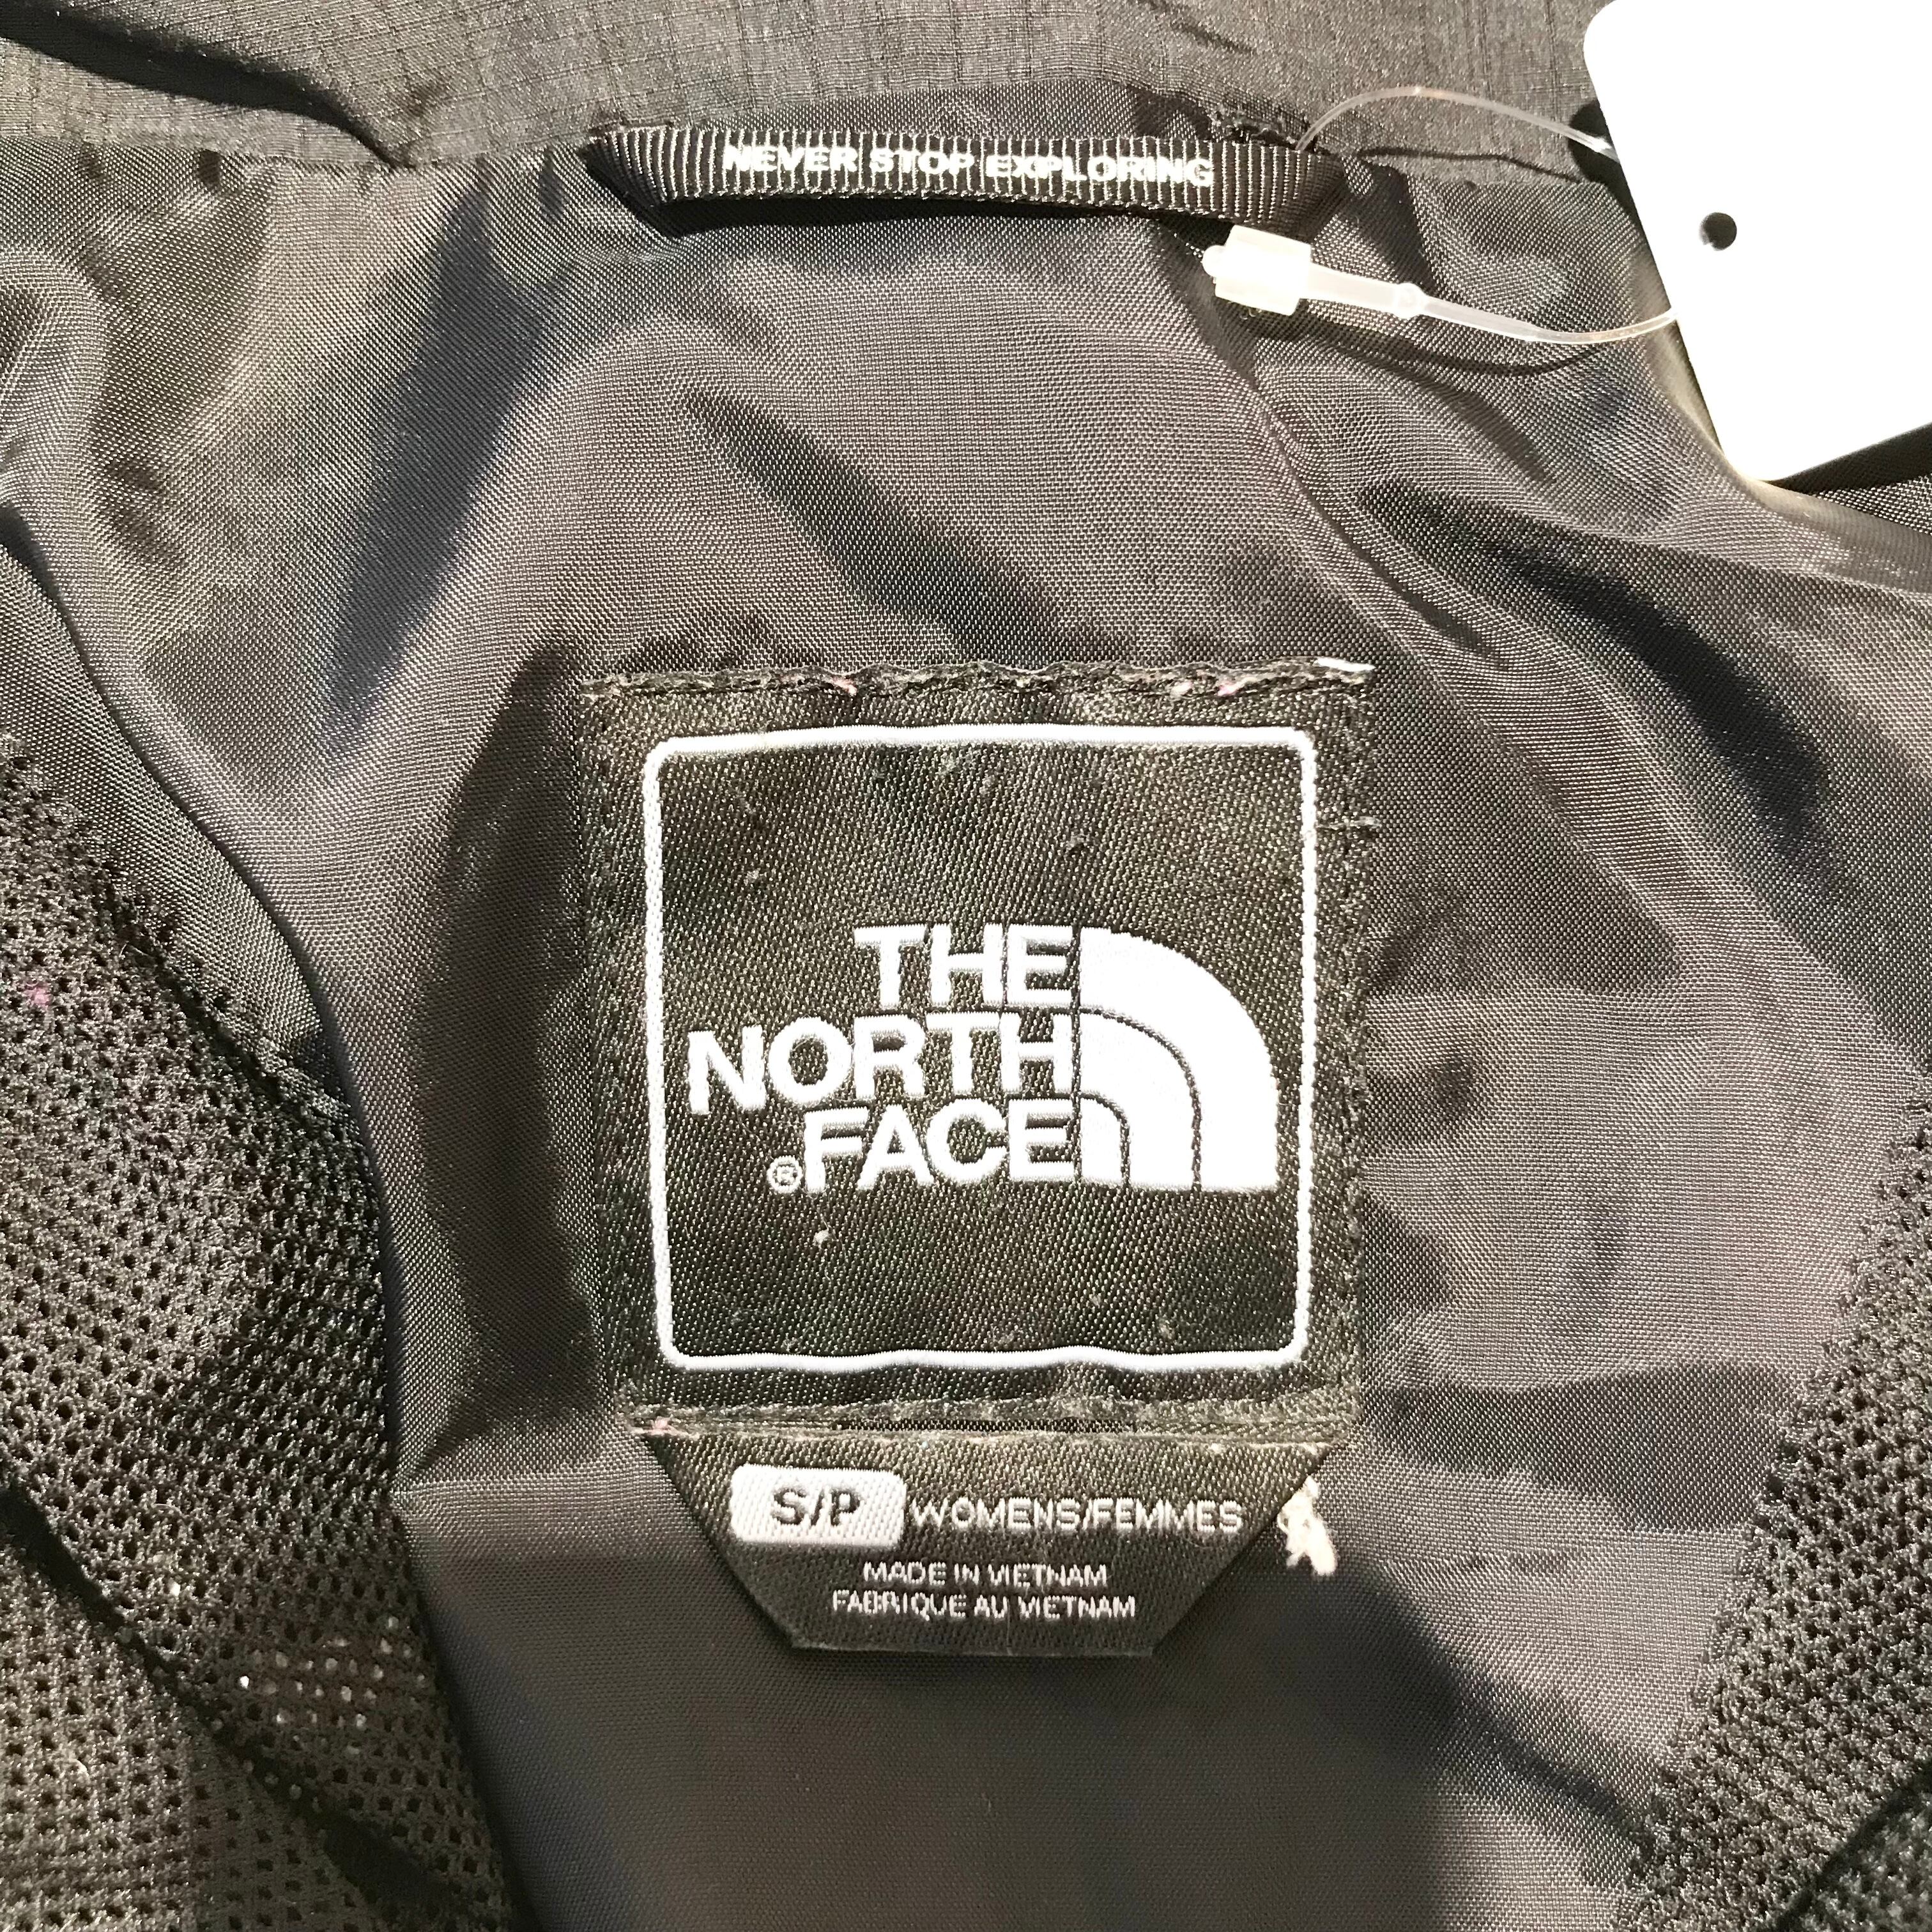 NEVER STOP EXPLORING
THE
NORTH
®FACE
S/P WOMENS/FEMMES
MADE IN VIETNAM
FABRIQUE AU VIETNAM